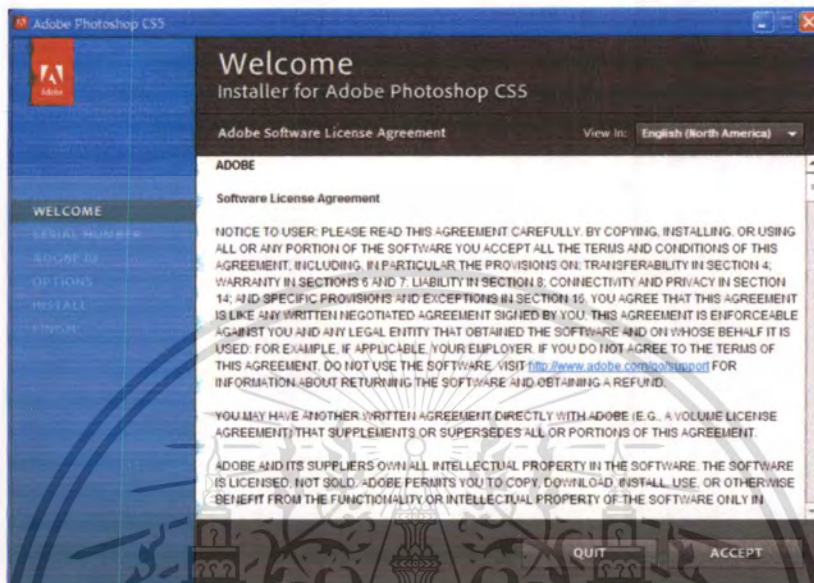 Adobe Photoshop CS5
Adobe
Welcome
Installer for Adobe Photoshop CS5
Adobe Software License Agreement
View In: English (North America)
WELCOME
SERIAL NUMBER
ADOBE ID
OPTIONS
INSTALL
FINISH
ADOBE
Software License Agreement
NOTICE TO USER: PLEASE READ THIS AGREEMENT CAREFULLY. BY COPYING, INSTALLING, OR USING
ALL OR ANY PORTION OF THE SOFTWARE YOU ACCEPT ALL THE TERMS AND CONDITIONS OF THIS
AGREEMENT, INCLUDING, IN PARTICULAR THE PROVISIONS ON: TRANSFERABILITY IN SECTION 4;
WARRANTY IN SECTIONS 6 AND 7; LIABILITY IN SECTION 8; CONNECTIVITY AND PRIVACY IN SECTION
14; AND SPECIFIC PROVISIONS AND EXCEPTIONS IN SECTION 16. YOU AGREE THAT THIS AGREEMENT
IS LIKE ANY WRITTEN NEGOTIATED AGREEMENT SIGNED BY YOU. THIS AGREEMENT IS ENFORCEABLE
AGAINST YOU AND ANY LEGAL ENTITY THAT OBTAINED THE SOFTWARE AND ON WHOSE BEHALF IT IS
USED: FOR EXAMPLE, IF APPLICABLE, YOUR EMPLOYER. IF YOU DO NOT AGREE TO THE TERMS OF
THIS AGREEMENT, DO NOT USE THE SOFTWARE. VISIT http://www.adobe.com/go/support FOR
INFORMATION ABOUT RETURNING THE SOFTWARE AND OBTAINING A REFUND.
YOU MAY HAVE ANOTHER WRITTEN AGREEMENT DIRECTLY WITH ADOBE (E.G., A VOLUME LICENSE
AGREEMENT) THAT SUPPLEMENTS OR SUPERSEDES ALL OR PORTIONS OF THIS AGREEMENT.
ADOBE AND ITS SUPPLIERS OWN ALL INTELLECTUAL PROPERTY IN THE SOFTWARE. THE SOFTWARE
IS LICENSED, NOT SOLD. ADOBE PERMITS YOU TO COPY, DOWNLOAD, INSTALL, USE, OR OTHERWISE
BENEFIT FROM THE FUNCTIONALITY OR INTELLECTUAL PROPERTY OF THE SOFTWARE ONLY IN
QUIT
ACCEPT